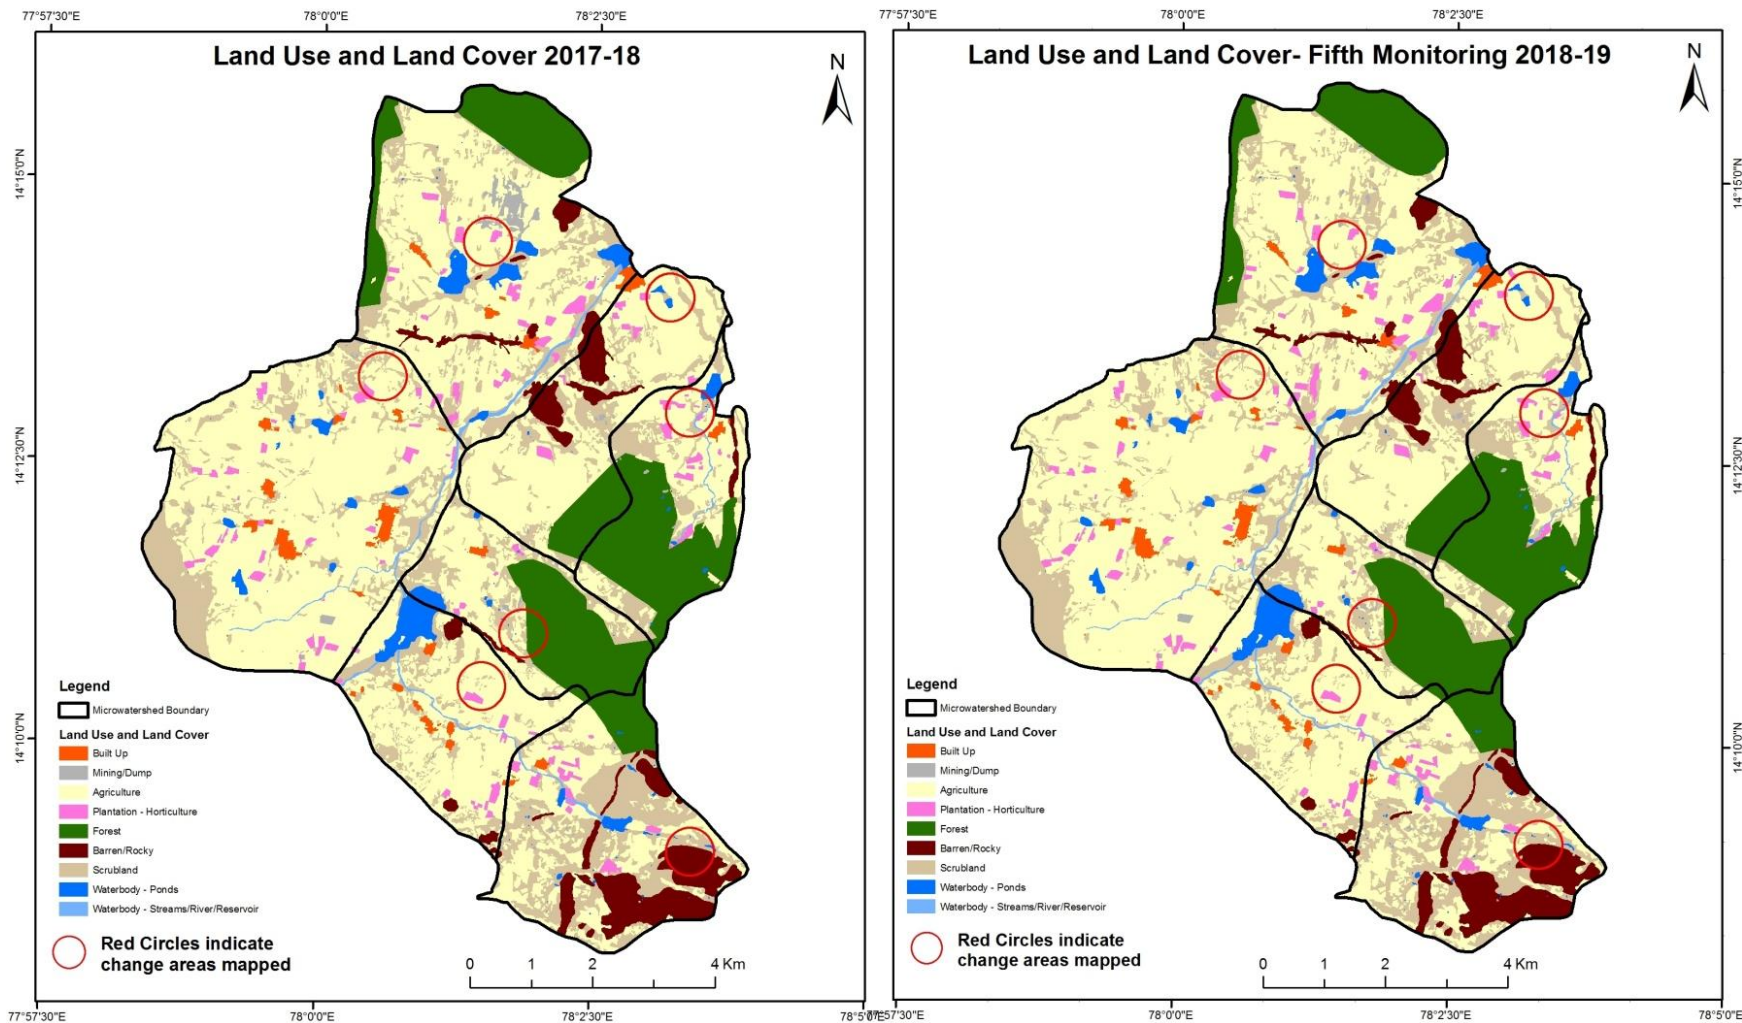 77°57'30"E 78°0'0"E 78°2'30"E
Land Use and Land Cover 2017-18
N
14°15'0"N
14°12'30"N
14°10'0"N
Legend
Microwatershed Boundary
Land Use and Land Cover
Built Up
Mining/Dump
Agriculture
Plantation - Horticulture
Forest
Barren/Rocky
Scrubland
Waterbody - Ponds
Waterbody - Streams/River/Reservoir
Red Circles indicate
change areas mapped
0 1 2 4 Km
77°57'30"E 78°0'0"E 78°2'30"E 78°5'0"E
77°57'30"E 78°0'0"E 78°2'30"E
Land Use and Land Cover- Fifth Monitoring 2018-19
N
14°15'0"N
14°12'30"N
14°10'0"N
Legend
Microwatershed Boundary
Land Use and Land Cover
Built Up
Mining/Dump
Agriculture
Plantation - Horticulture
Forest
Barren/Rocky
Scrubland
Waterbody - Ponds
Waterbody - Streams/River/Reservoir
Red Circles indicate
change areas mapped
0 1 2 4 Km
77°57'30"E 78°0'0"E 78°2'30"E 78°5'0"E